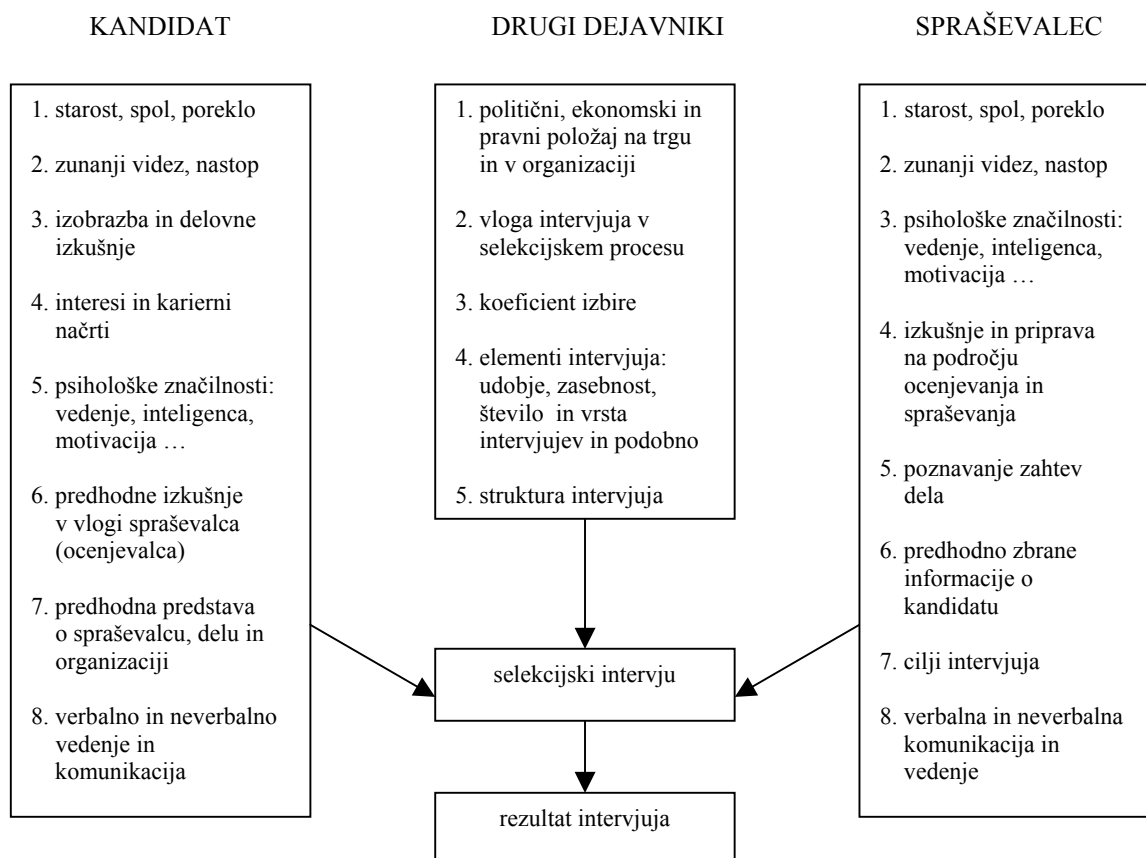 KANDIDAT
1. starost, spol, poreklo
2. zunanji videz, nastop
3. izobrazba in delovne
izkušnje
4. interesi in karierni
načrti
5. psihološke značilnosti:
vedenje, inteligenca,
motivacija …
6. predhodne izkušnje
v vlogi spraševalca
(ocenjevalca)
7. predhodna predstava
o spraševalcu, delu in
organizaciji
8. verbalno in neverbalno
vedenje in
komunikacija
DRUGI DEJAVNIKI
1. politični, ekonomski in
pravni položaj na trgu
in v organizaciji
2. vloga intervjuja v
selekcijskem procesu
3. koeficient izbire
4. elementi intervjuja:
udobje, zasebnost,
število in vrsta
intervjujev in podobno
5. struktura intervjuja
SPRAŠEVALEC
1. starost, spol, poreklo
2. zunanji videz, nastop
3. psihološke značilnosti:
vedenje, inteligenca,
motivacija …
4. izkušnje in priprava
na področju
ocenjevanja in
spraševanja
5. poznavanje zahtev
dela
6. predhodno zbrane
informacije o
kandidatu
7. cilji intervjuja
8. verbalna in neverbalna
komunikacija in
vedenje
selekcijski intervju
rezultat intervjuja